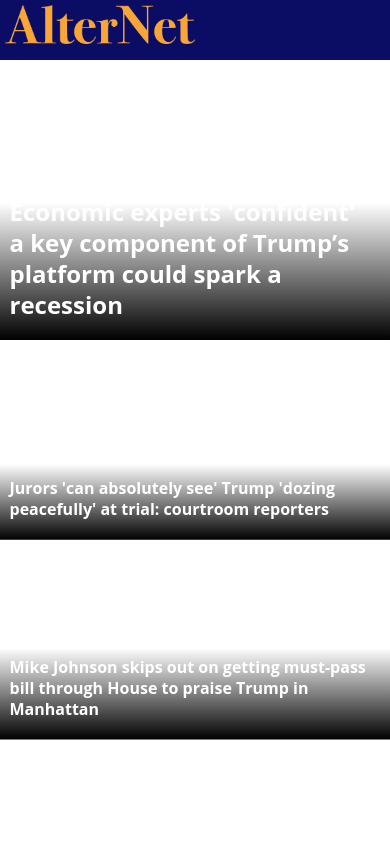 AlterNet
Economic experts 'confident'
a key component of Trump’s
platform could spark a
recession
Jurors 'can absolutely see' Trump 'dozing
peacefully' at trial: courtroom reporters
Mike Johnson skips out on getting must-pass
bill through House to praise Trump in
Manhattan